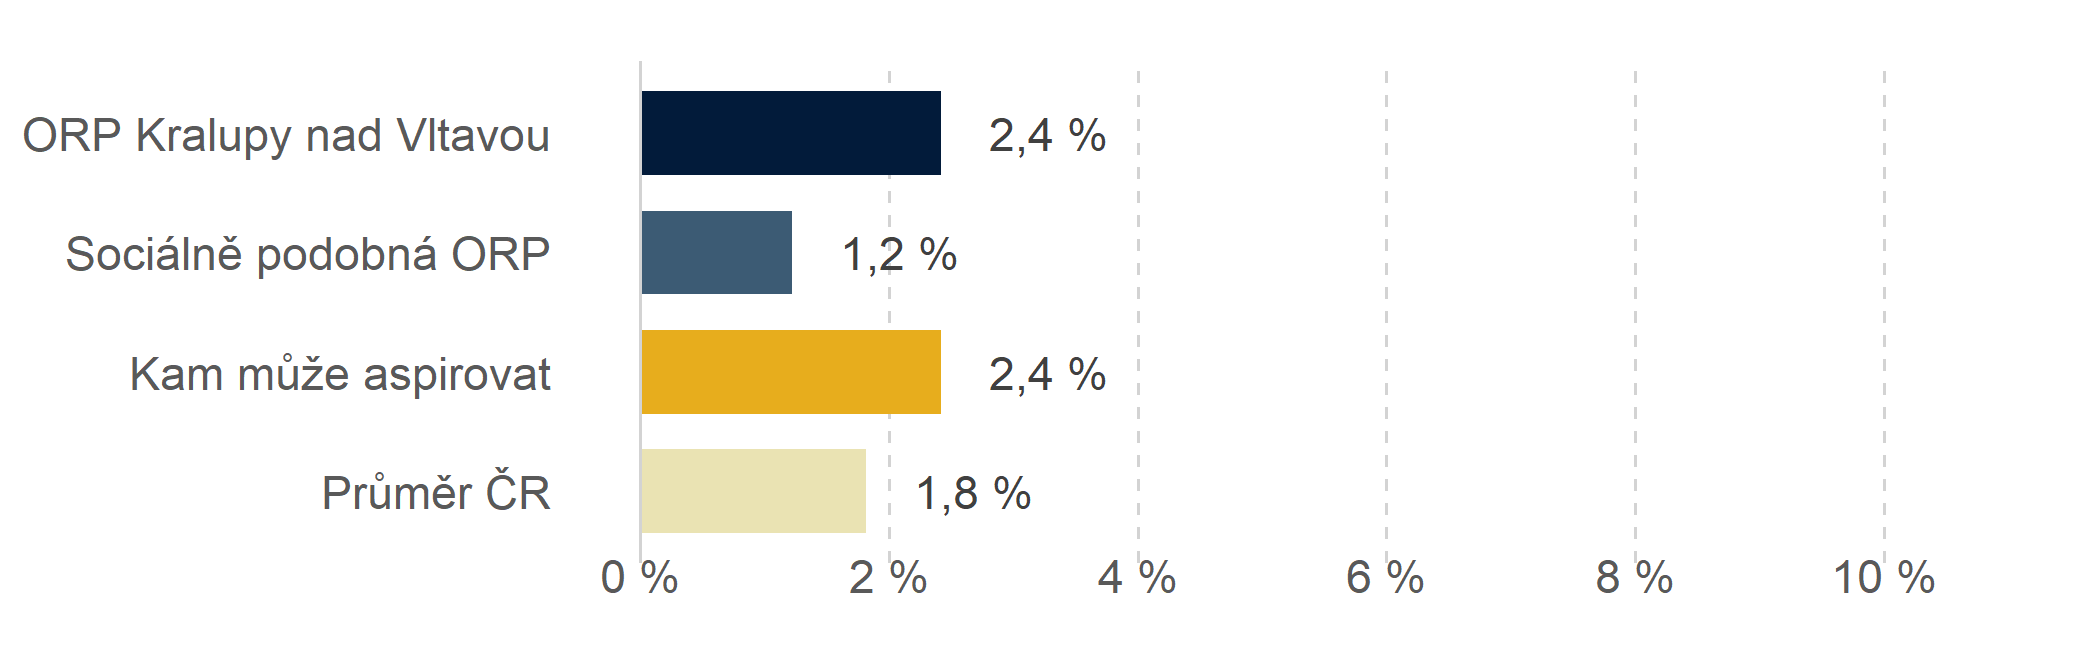 ORP Kralupy nad Vltavou 2,4 %
Sociálně podobná ORP 1,2 %
Kam může aspirovat 2,4 %
Průměr ČR 1,8 %
0 % 2 % 4 % 6 % 8 % 10 %